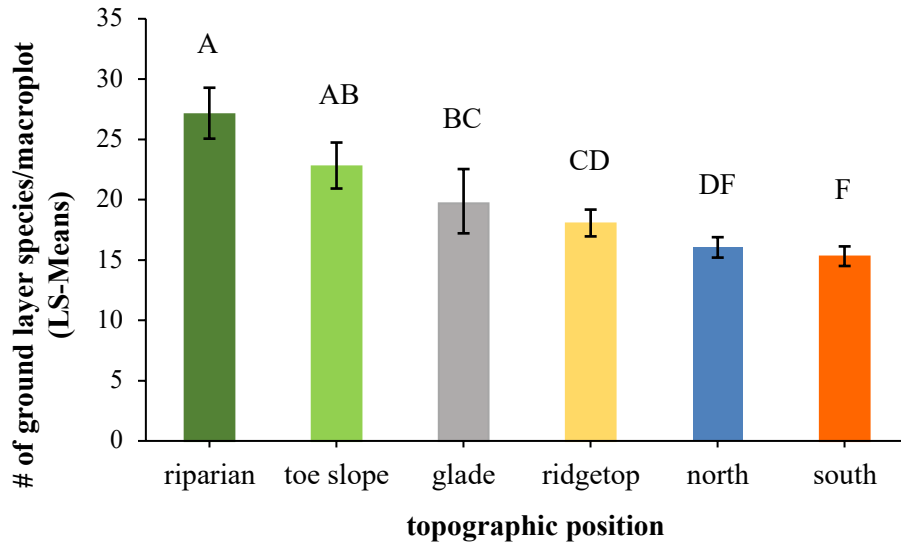 # of ground layer species/macroplot
(LS-Means)
35
30
25
20
15
10
5
0
A
AB
BC
CD
DF
F
riparian
toe slope
glade
ridgetop
north
south
topographic position